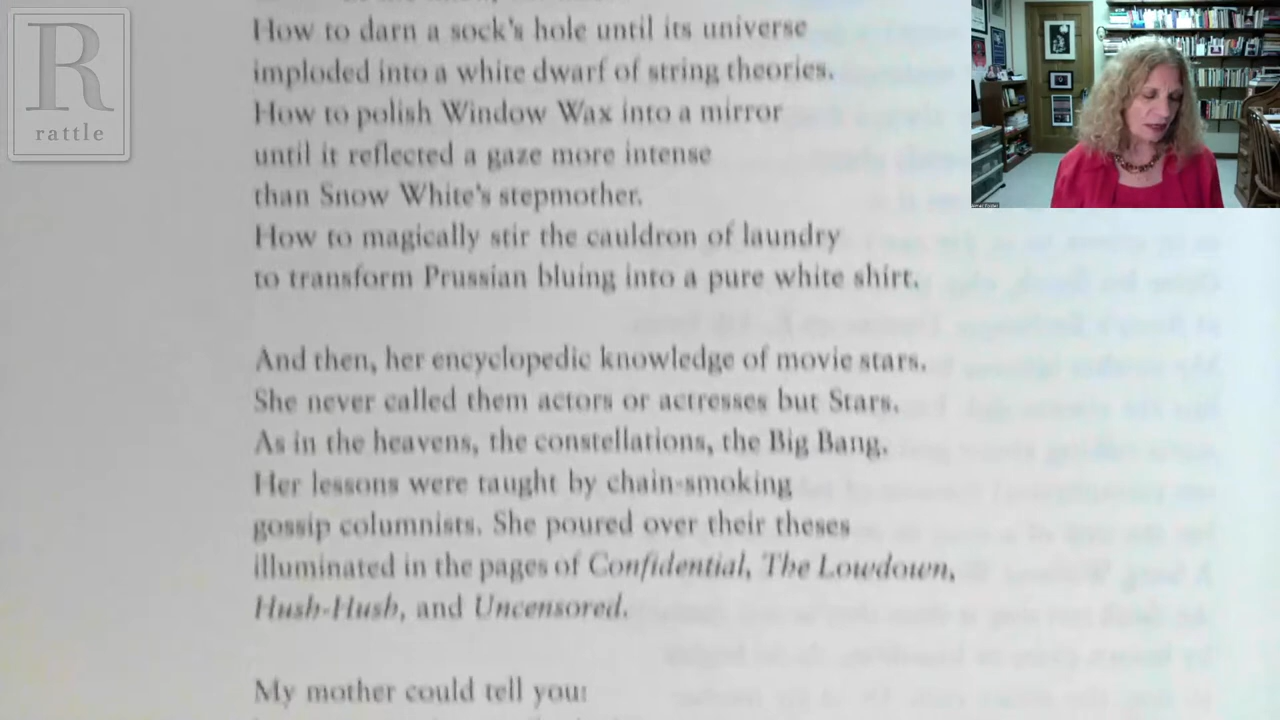 R
rattle
How to darn a sock's hole until its universe
imploded into a white dwarf of string theories.
How to polish Window Wax into a mirror
until it reflected a gaze more intense
than Snow White's stepmother.
How to magically stir the cauldron of laundry
to transform Prussian bluing into a pure white shirt.
And then, her encyclopedic knowledge of movie stars.
She never called them actors or actresses but Stars.
As in the heavens, the constellations, the Big Bang.
Her lessons were taught by chain-smoking
gossip columnists. She poured over their theses
illuminated in the pages of Confidential, The Lowdown,
Hush-Hush, and Uncensored.
My mother could tell you: